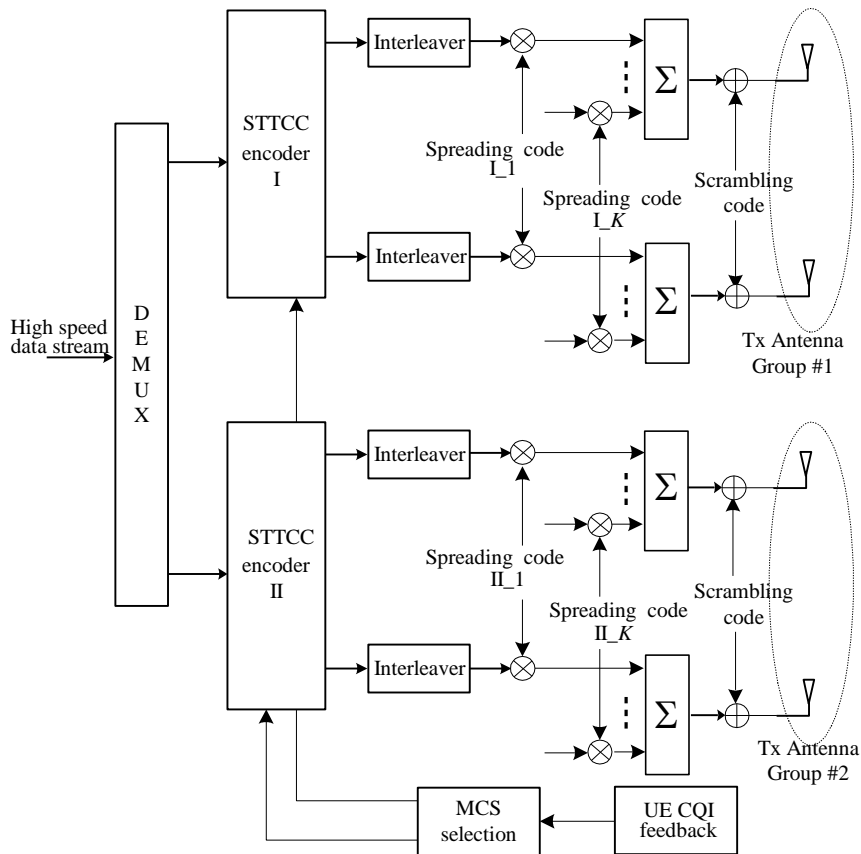 STTCC
encoder
I
Interleaver
Σ
Spreading code
I_1
Spreading code
I_K
Scrambling
code
Interleaver
Σ
Tx Antenna
Group #1
High speed
data stream
D
E
M
U
X
STTCC
encoder
II
Interleaver
Σ
Spreading code
II_1
Spreading code
II_K
Scrambling
code
Interleaver
Σ
Tx Antenna
Group #2
MCS
selection
UE CQI
feedback